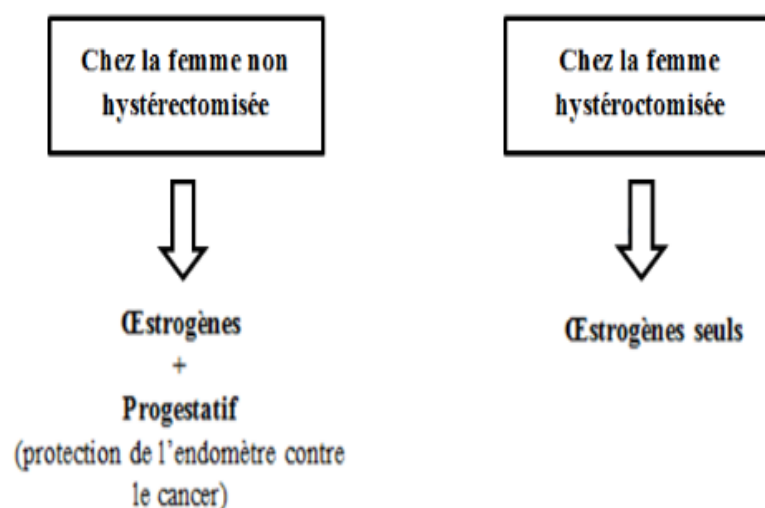 Chez la femme non
hystérectomisée
Œstrogènes
+
Progestatif
(protection de l'endomètre contre
le cancer)
Chez la femme
hystéroctomisée
Œstrogènes seuls